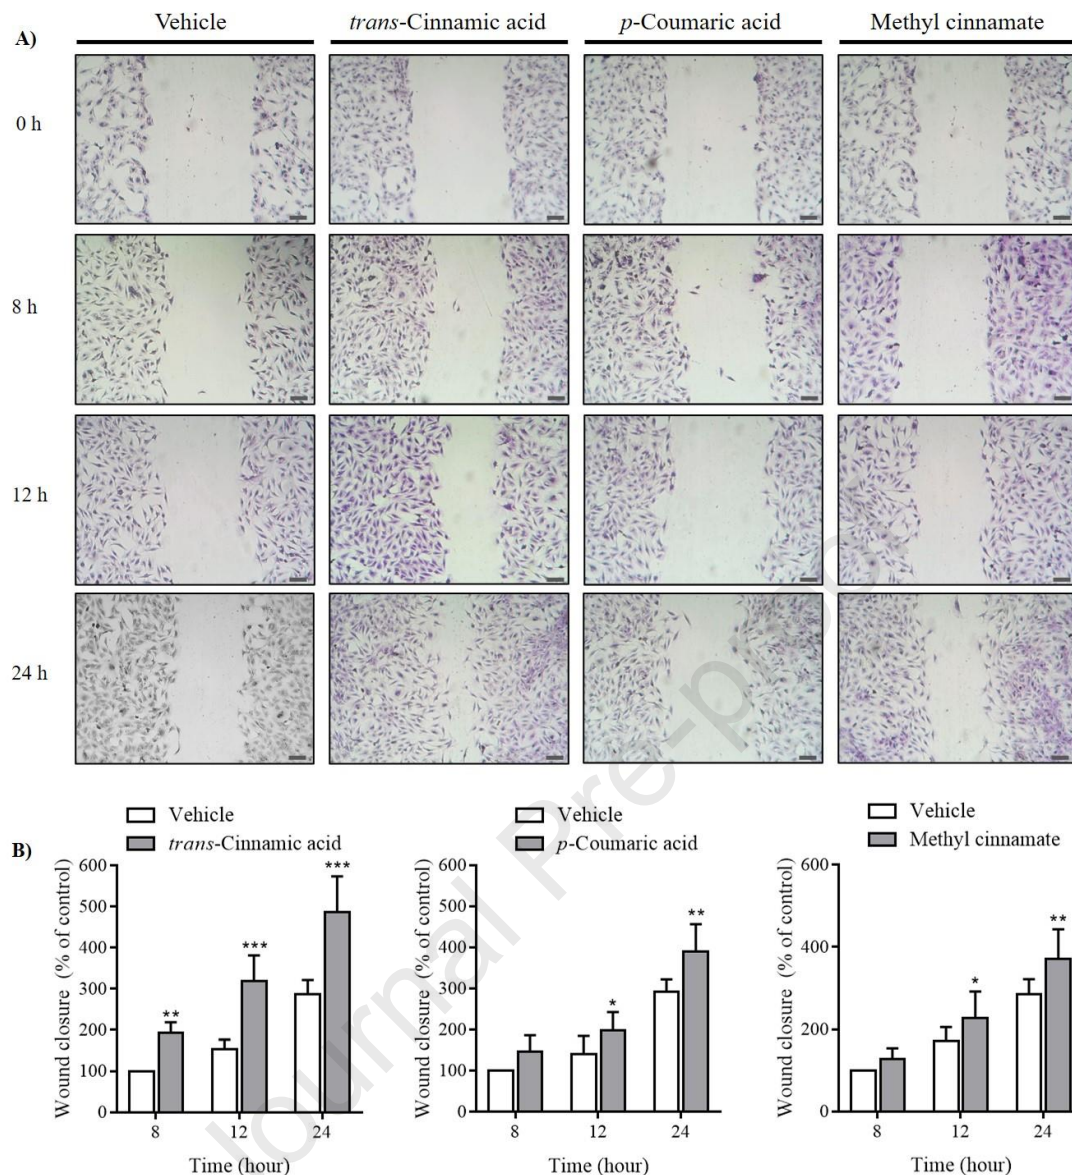 A)
Vehicle
trans-Cinnamic acid
p-Coumaric acid
Methyl cinnamate
0 h
8 h
12 h
24 h
B)
Vehicle
trans-Cinnamic acid
Wound closure (% of control)
600
500
400
300
200
100
0
**
***
***
8
12
24
Time (hour)
Vehicle
p-Coumaric acid
Wound closure (% of control)
600
400
200
100
0
*
**
8
12
24
Time (hour)
Vehicle
Methyl cinnamate
Wound closure (% of control)
600
400
200
0
*
**
8
12
24
Time (hour)
Journal Pre-proo